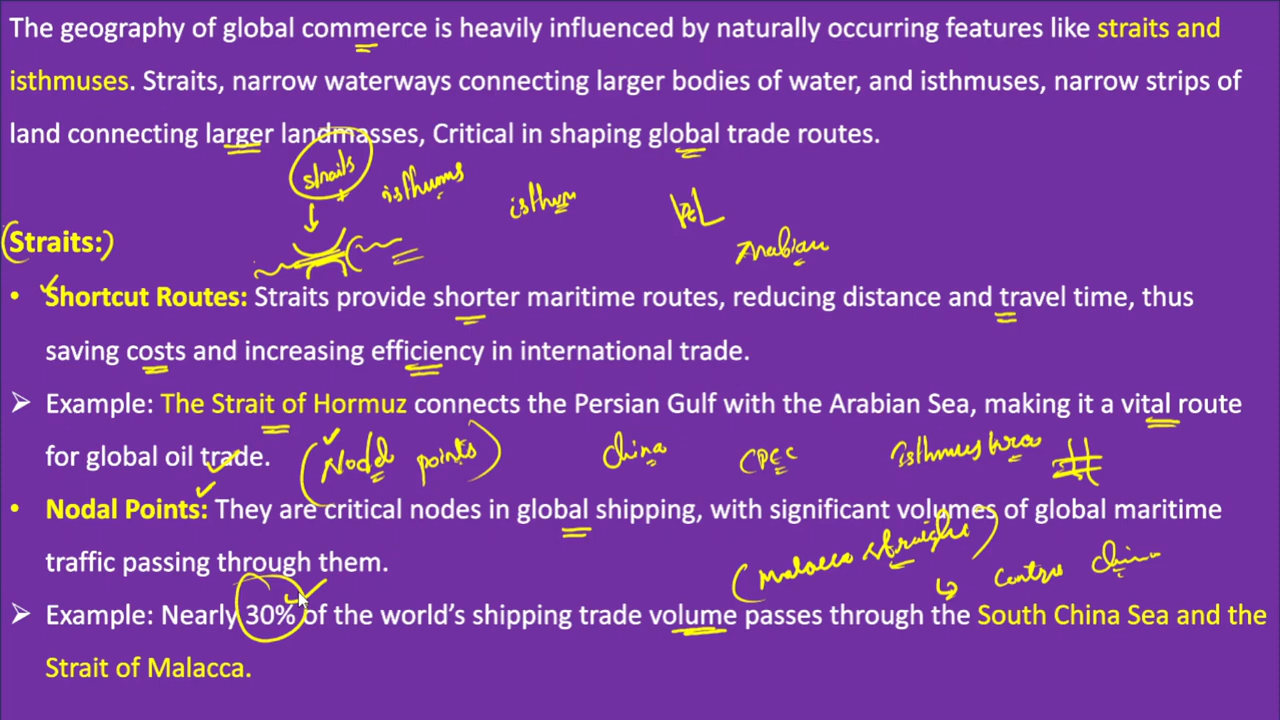 The geography of global commerce is heavily influenced by naturally occurring features like straits and
isthmuses. Straits, narrow waterways connecting larger bodies of water, and isthmuses, narrow strips of
land connecting larger landmasses, Critical in shaping global trade routes.
straits isthums isthum
Arabian
(Straits:)
• Shortcut Routes: Straits provide shorter maritime routes, reducing distance and travel time, thus
saving costs and increasing efficiency in international trade.
➢ Example: The Strait of Hormuz connects the Persian Gulf with the Arabian Sea, making it a vital route
for global oil trade.
(Nodal points) China CPEC isthmus
• Nodal Points: They are critical nodes in global shipping, with significant volumes of global maritime
traffic passing through them.
(Malacca straight) China
➢ Example: Nearly 30% of the world's shipping trade volume passes through the South China Sea and the
Strait of Malacca.